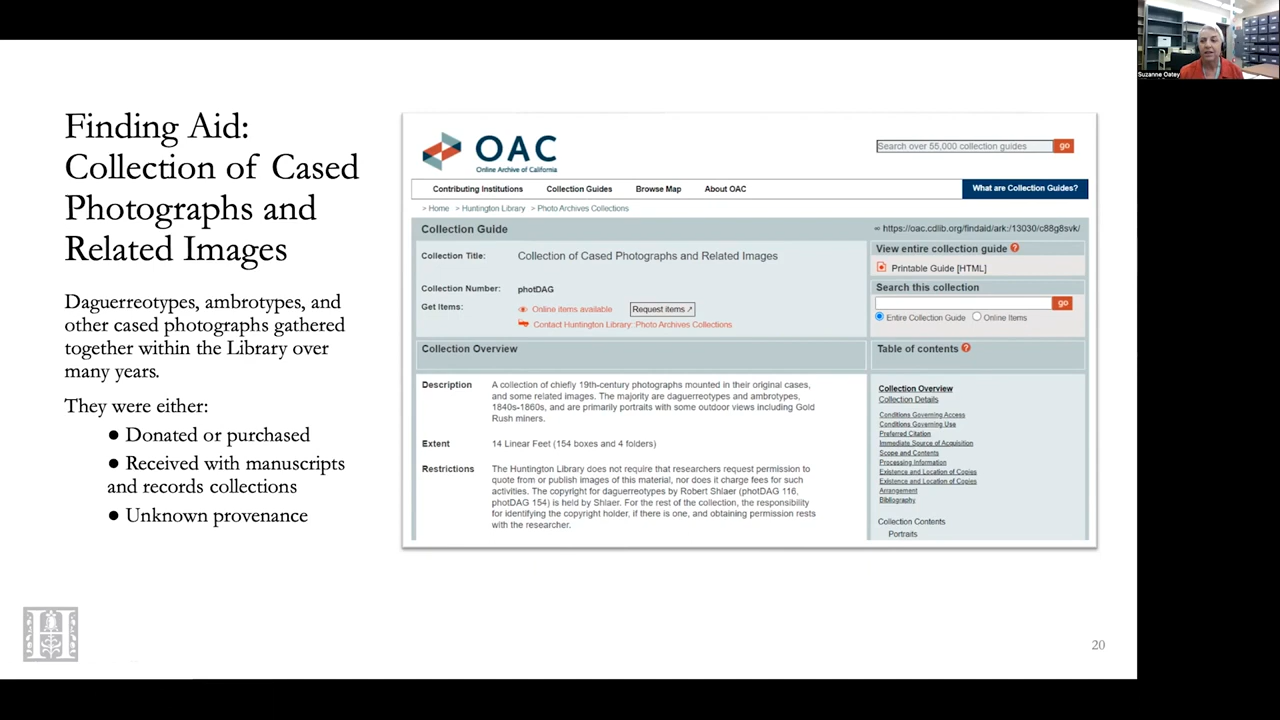 Finding Aid:
Collection of Cased
Photographs and
Related Images
Daguerreotypes, ambrotypes, and
other cased photographs gathered
together within the Library over
many years.
They were either:
● Donated or purchased
● Received with manuscripts
and records collections
● Unknown provenance
H
OAC
Online Archive of California
Search over 55,000 collection guides
go
Contributing Institutions Collection Guides Browse Map About OAC
What are Collection Guides?
> Home > Huntington Library > Photo Archives Collections
Collection Guide
https://oac.cdlib.org/findaid/ark:/13030/c88g8svk/
Collection Title: Collection of Cased Photographs and Related Images
Collection Number: photDAG
Get Items: Online items available Request items ↗
Contact Huntington Library::Photo Archives Collections
View entire collection guide ?
Printable Guide [HTML]
Search this collection
go
Entire Collection Guide Online Items
Collection Overview
Table of contents ?
Description A collection of chiefly 19th-century photographs mounted in their original cases,
and some related images. The majority are daguerreotypes and ambrotypes,
1840s-1860s, and are primarily portraits with some outdoor views including Gold
Rush miners.
Extent 14 Linear Feet (154 boxes and 4 folders)
Restrictions The Huntington Library does not require that researchers request permission to
quote from or publish images of this material, nor does it charge fees for such
activities. The copyright for daguerreotypes by Robert Shlaer (photDAG 116,
photDAG 154) is held by Shlaer. For the rest of the collection, the responsibility
for identifying the copyright holder, if there is one, and obtaining permission rests
with the researcher.
Collection Overview
Collection Details
Conditions Governing Access
Conditions Governing Use
Preferred Citation
Immediate Source of Acquisition
Scope and Contents
Processing Information
Existence and Location of Copies
Existence and Location of Copies
Arrangement
Bibliography
Collection Contents
Portraits
20
Suzanne Oatey